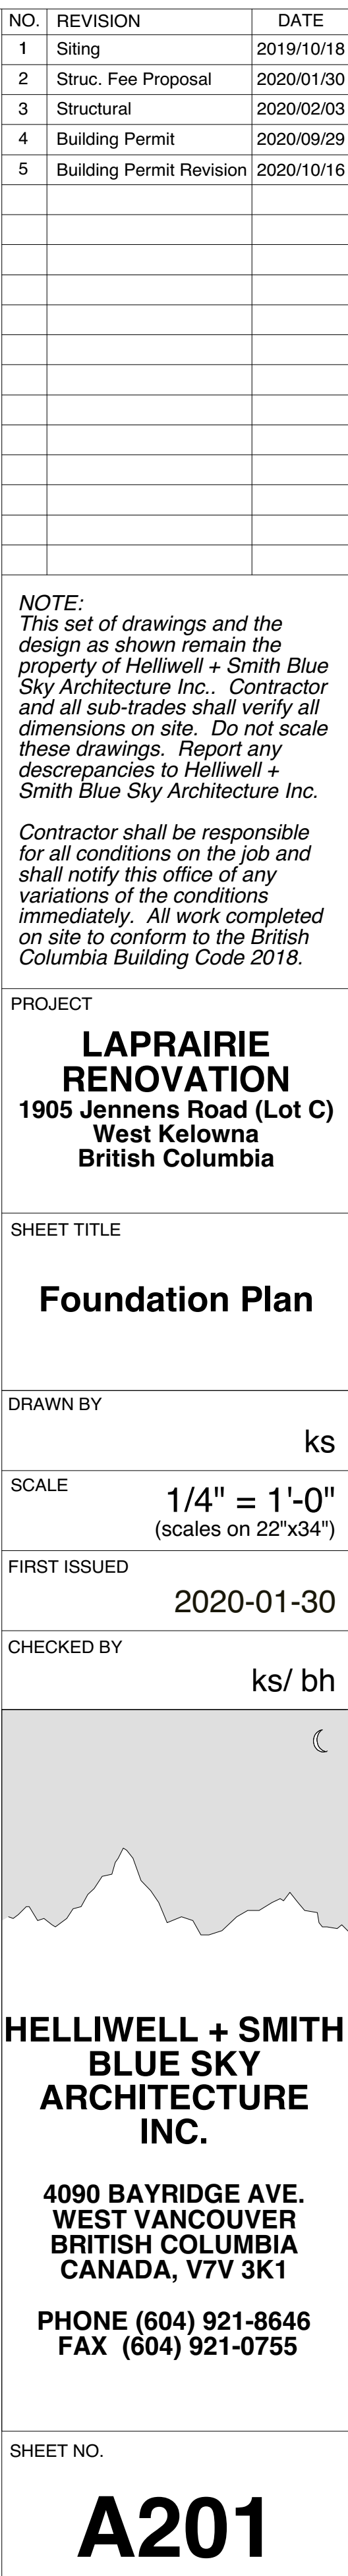 NO. REVISION DATE
1 Siting 2019/10/18
2 Struc. Fee Proposal 2020/01/30
3 Structural 2020/02/03
4 Building Permit 2020/09/29
5 Building Permit Revision 2020/10/16
NOTE:
This set of drawings and the
design as shown remain the
property of Helliwell + Smith Blue
Sky Architecture Inc.. Contractor
and all sub-trades shall verify all
dimensions on site. Do not scale
these drawings. Report any
descrepancies to Helliwell +
Smith Blue Sky Architecture Inc.
Contractor shall be responsible
for all conditions on the job and
shall notify this office of any
variations of the conditions
immediately. All work completed
on site to conform to the British
Columbia Building Code 2018.
PROJECT
LAPRAIRIE
RENOVATION
1905 Jennens Road (Lot C)
West Kelowna
British Columbia
SHEET TITLE
Foundation Plan
DRAWN BY
ks
SCALE
1/4" = 1'-0"
(scales on 22"x34")
FIRST ISSUED
2020-01-30
CHECKED BY
ks/ bh
HELLIWELL + SMITH
BLUE SKY
ARCHITECTURE
INC.
4090 BAYRIDGE AVE.
WEST VANCOUVER
BRITISH COLUMBIA
CANADA, V7V 3K1
PHONE (604) 921-8646
FAX (604) 921-0755
SHEET NO.
A201